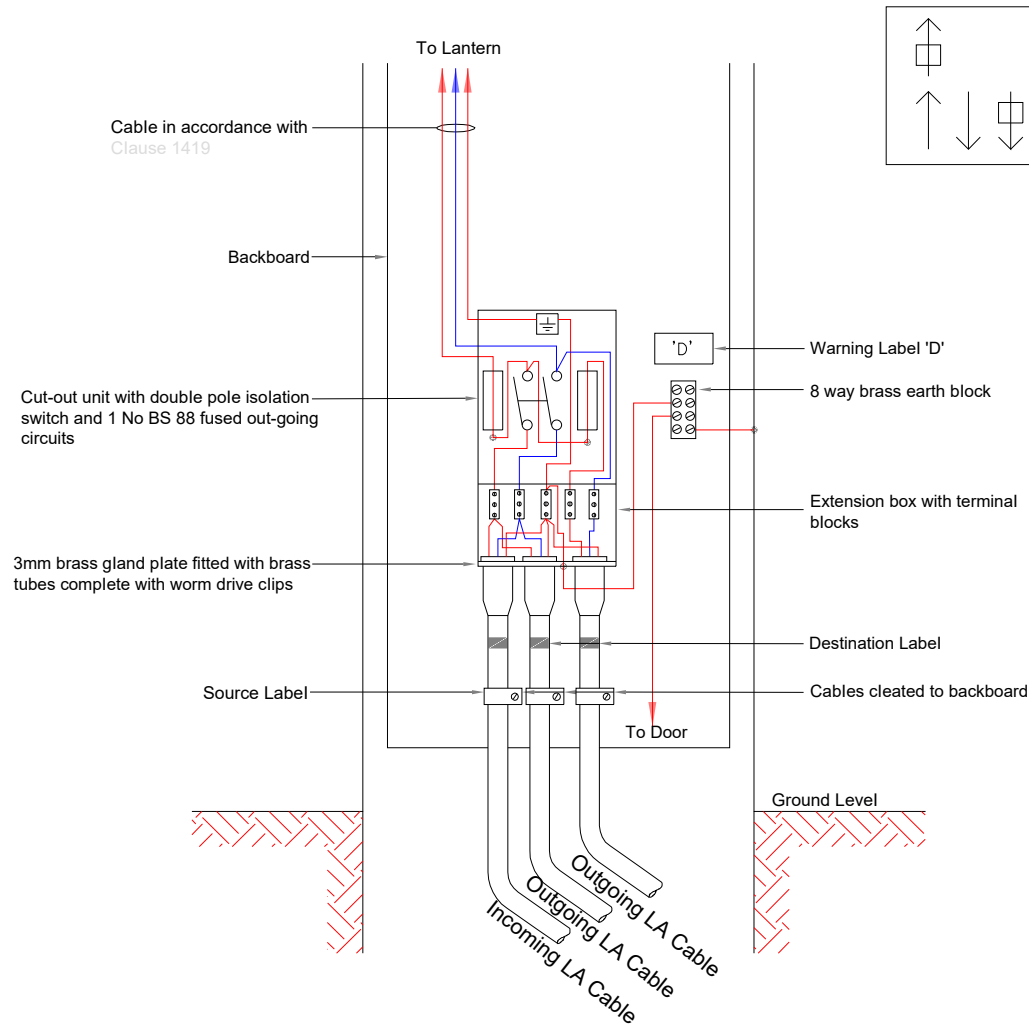 To Lantern
Cable in accordance with
Clause 1419
Backboard
'D'
Warning Label 'D'
8 way brass earth block
Cut-out unit with double pole isolation
switch and 1 No BS 88 fused out-going
circuits
Extension box with terminal
blocks
3mm brass gland plate fitted with brass
tubes complete with worm drive clips
Destination Label
Source Label
Cables cleated to backboard
To Door
Ground Level
Outgoing LA Cable
Outgoing LA Cable
Incoming LA Cable